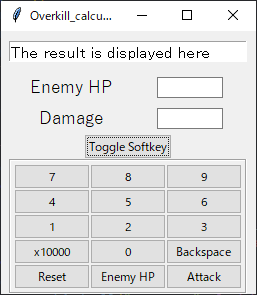 Overkill_calcu...
The result is displayed here
Enemy HP
Damage
Toggle Softkey
7 8 9
4 5 6
1 2 3
x10000 0 Backspace
Reset Enemy HP Attack